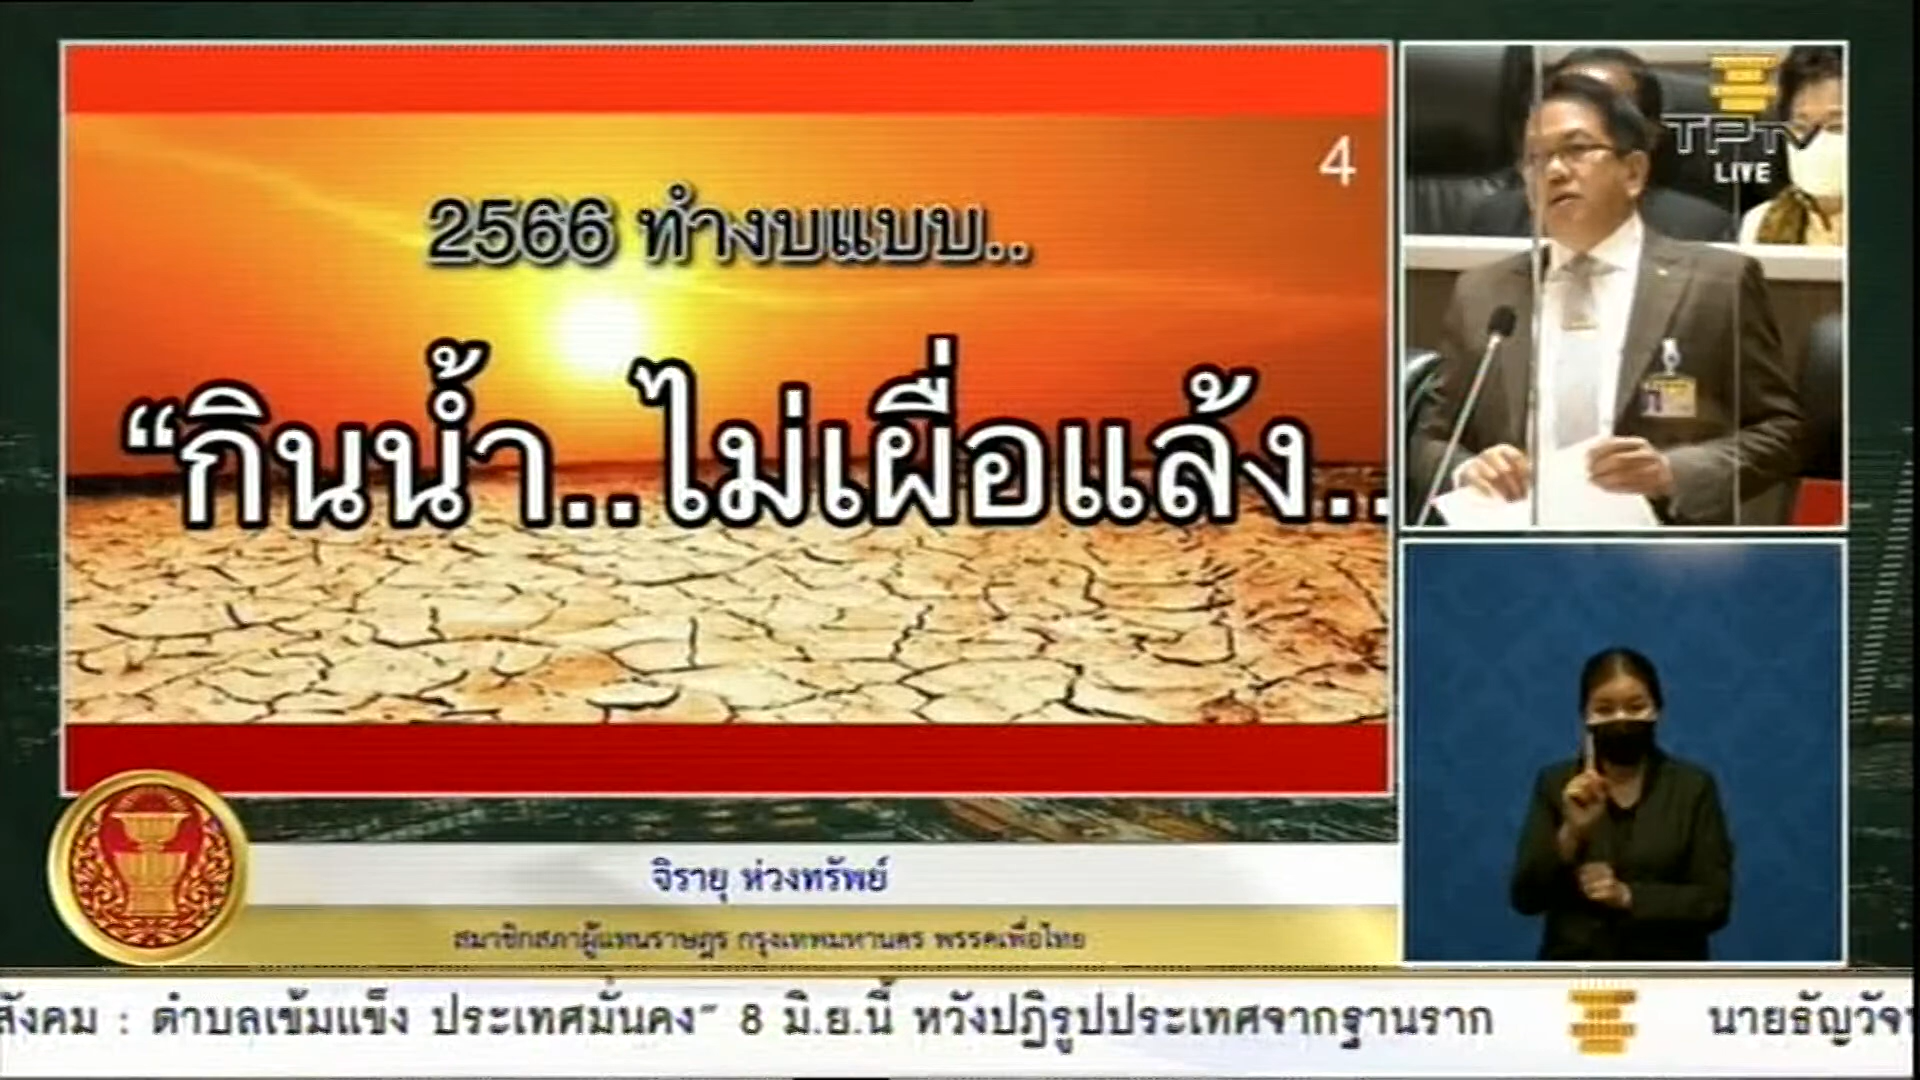 4
2566 ทำงบแบบ..
“กินน้ำ..ไม่เผื่อแล้ง..
TPTV
LIVE
จิรายุ ห่วงทรัพย์
สมาชิกสภาผู้แทนราษฎร กรุงเทพมหานคร พรรคเพื่อไทย
สังคม : ตำบลเข้มแข็ง ประเทศมั่นคง” 8 มิ.ย.นี้ หวังปฏิรูปประเทศจากฐานราก
นายธัญวัจ